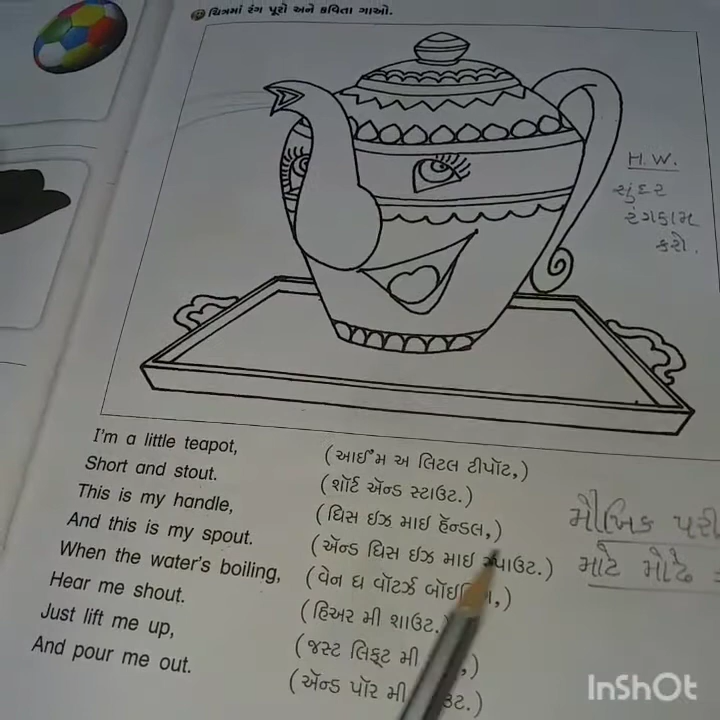 ચિત્રમાં રંગ પૂરો અને કવિતા ગાઓ.
H.W.
સુંદર
રંગકામ
કરો.
I'm a little teapot,
Short and stout.
This is my handle,
And this is my spout.
When the water's boiling,
Hear me shout.
Just lift me up,
And pour me out.
(આઈ'મ અ લિટલ ટીપૉટ,)
(શૉર્ટ ઍન્ડ સ્ટાઉટ.)
(ધિસ ઇઝ માઇ હૅન્ડલ,)
(ઍન્ડ ધિસ ઇઝ માઇ સ્પાઉટ.)
(વેન ધ વૉટર્ઝ
(હિઅર મી શાઉટ.
(જસ્ટ લિફ્ટ મી
(ઍન્ડ પૉર મી
મૌખિક
માટે મોઢે
InShOt